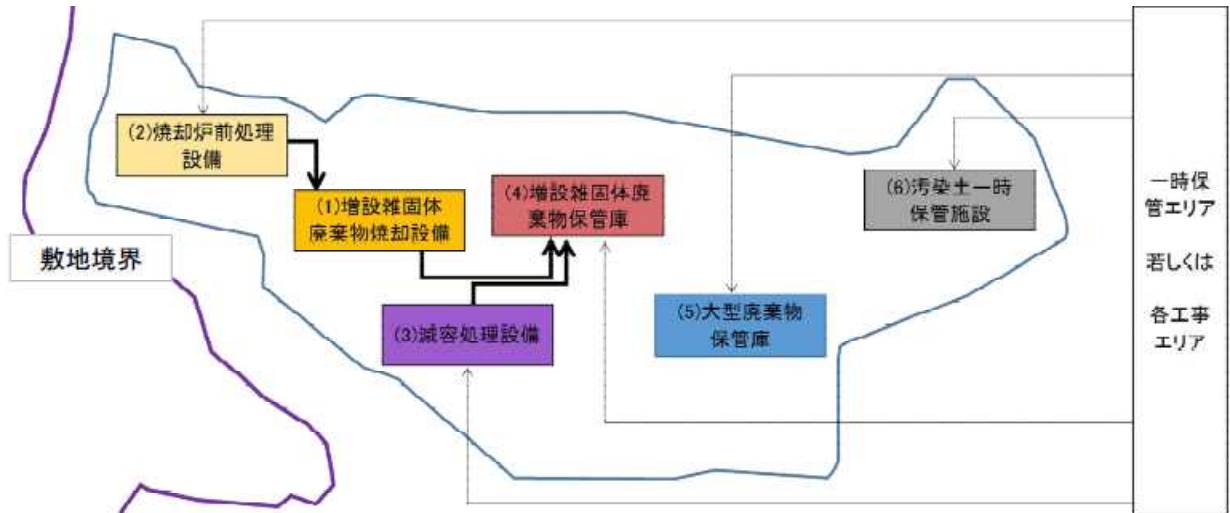 (2)焼却炉前処理
設備
(1)増設雑固体
廃棄物焼却設備
(4)増設雑固体廃
棄物保管庫
(6)汚染土一時
保管施設
敷地境界
(3)減容処理設備
(5)大型廃棄物
保管庫
一時保
管エリア
若しくは
各工事
エリア